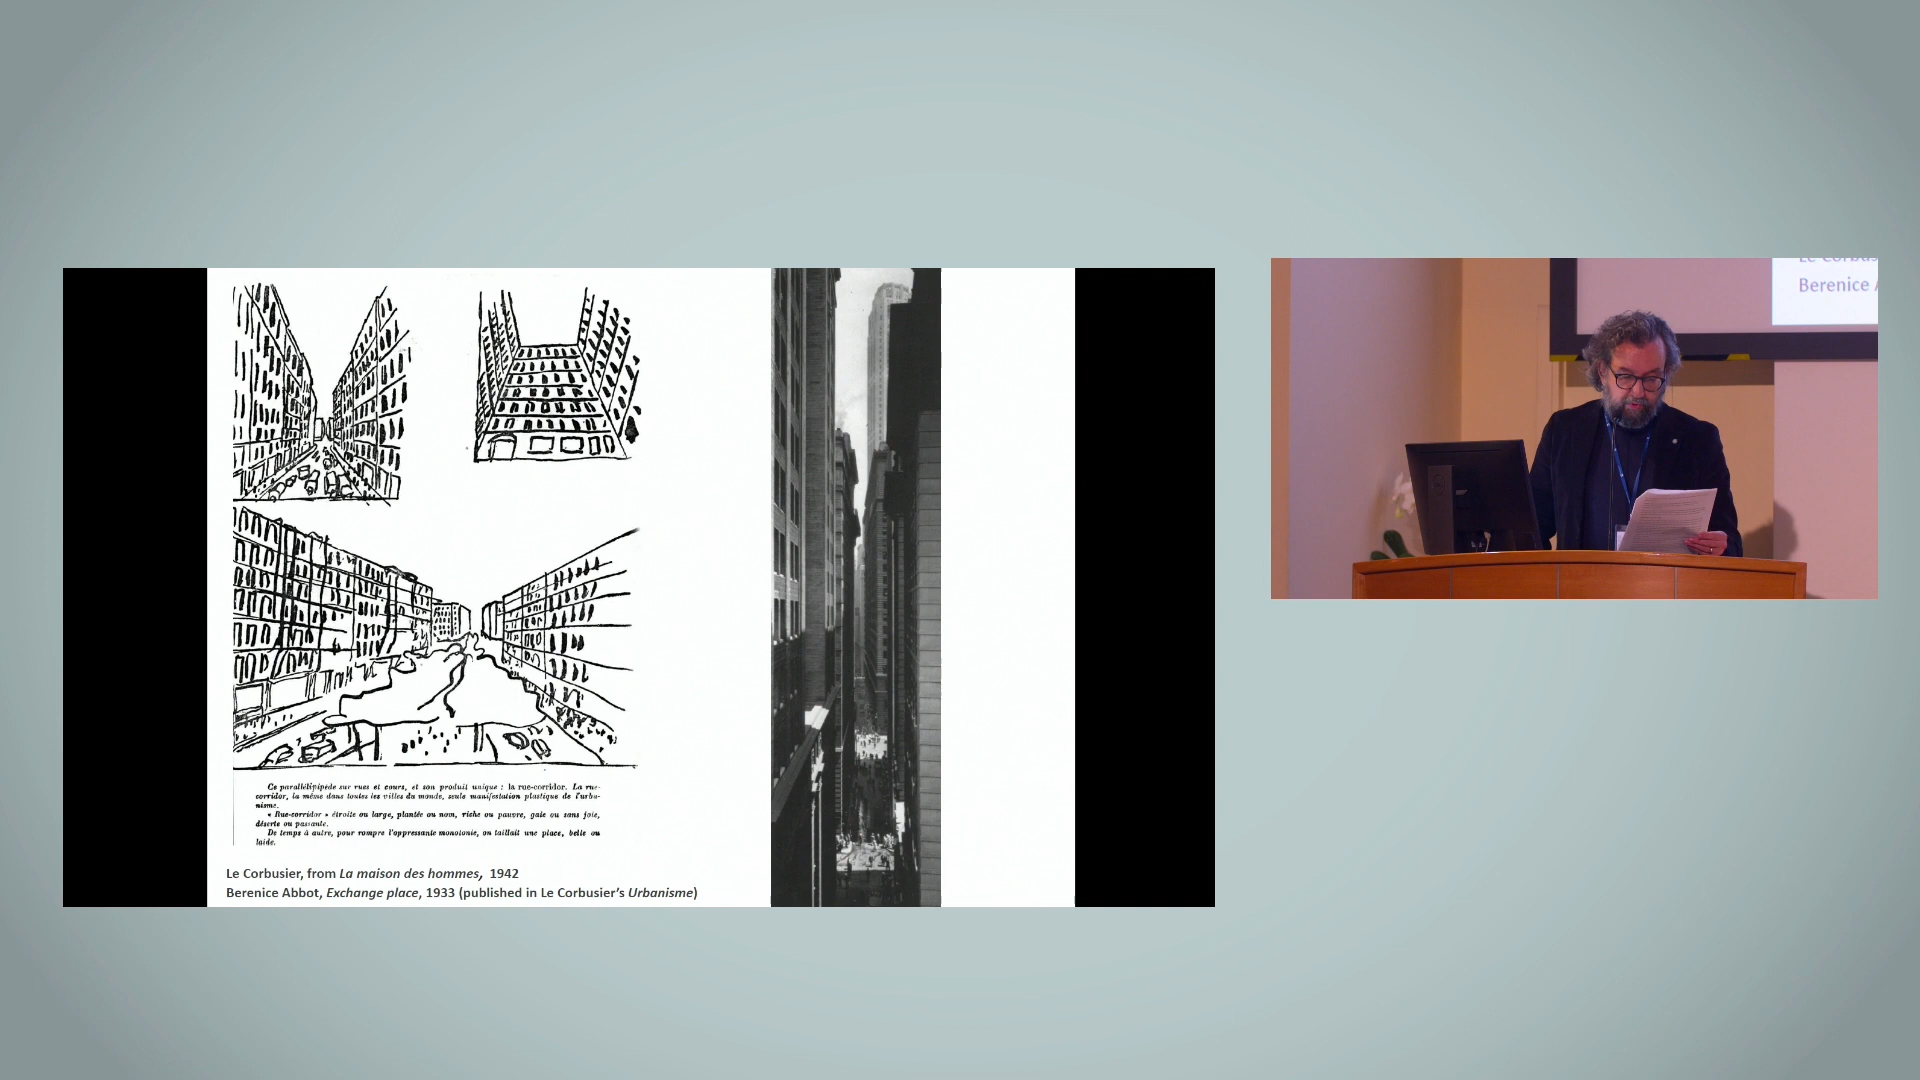 Ce parallélipipède sur rues et cours, et son produit unique : la rue-corridor. La rue-
corridor, la même dans toutes les villes du monde, seule manifestation plastique de l'urba-
nisme.
« Rue-corridor » étroite ou large, plantée ou nom, riche ou pauvre, gaie ou sans joie,
déserte ou passante.
De temps à autre, pour rompre l'oppressante monotonie, on taillait une place, belle ou
laide.
Le Corbusier, from La maison des hommes, 1942
Berenice Abbot, Exchange place, 1933 (published in Le Corbusier's Urbanisme)
Le Corbus
Berenice A